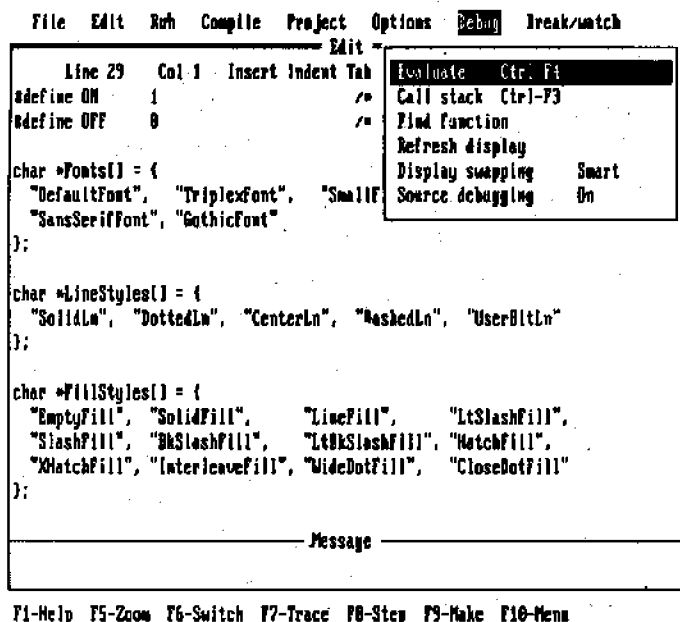 File Edit Run Compile Project Options Debug Break/watch
Edit
Line 29 Col 1 Insert Indent Tab
#define ON 1 /*
#define OFF 0 /*
char *Fonts[] = {
"DefaultFont", "TriplexFont", "SmallF
"SansSerifFont", "GothicFont"
};
char *LineStyles[] = {
"SolidLn", "DottedLn", "CenterLn", "DashedLn", "UserBitLn"
};
char *FillStyles[] = {
"EmptyFill", "SolidFill", "LineFill", "LtSlashFill",
"SlashFill", "BkSlashFill", "LtBkSlashFill", "HatchFill",
"XHatchFill", "InterleaveFill", "WideDotFill", "CloseDotFill"
};
Evaluate Ctrl F4
Call stack Ctrl-F3
Find function
Refresh display
Display swapping Smart
Source debugging On
Message
F1-Help F5-Zoom F6-Switch F7-Trace F8-Step F9-Make F10-Menu